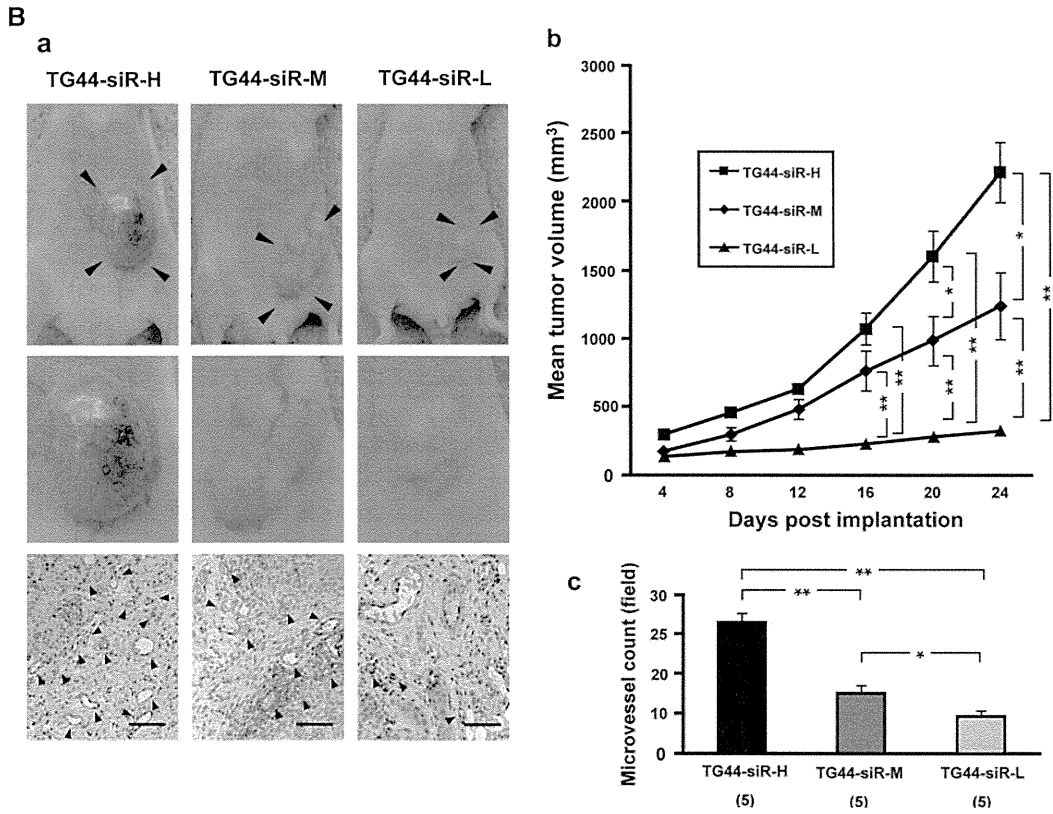 B
a
TG44-siR-H TG44-siR-M TG44-siR-L
b
Mean tumor volume (mm³)
3000
2500
2000
1500
1000
500
0
TG44-siR-H
TG44-siR-M
TG44-siR-L
*
**
*
**
**
**
**
**
4 8 12 16 20 24
Days post implantation
c
Microvessel count (field)
30
25
20
10
0
**
**
*
TG44-siR-H TG44-siR-M TG44-siR-L
(5) (5) (5)